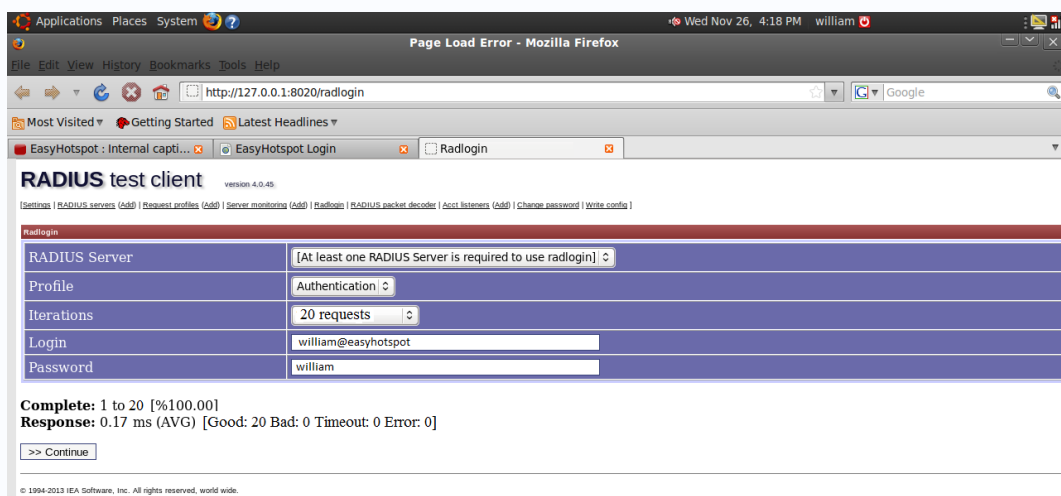 Applications Places System Wed Nov 26, 4:18 PM william
Page Load Error - Mozilla Firefox
File Edit View History Bookmarks Tools Help
http://127.0.0.1:8020/radlogin G Google
Most Visited Getting Started Latest Headlines
EasyHotspot : Internal capti... EasyHotspot Login Radlogin
RADIUS test client version 4.0.45
[Settings | RADIUS servers (Add) | Request profiles (Add) | Server monitoring (Add) | Radlogin | RADIUS packet decoder | Acct listeners (Add) | Change password | Write config ]
Radlogin
RADIUS Server [At least one RADIUS Server is required to use radlogin]
Profile Authentication
Iterations 20 requests
Login william@easyhotspot
Password william
Complete: 1 to 20 [%100.00]
Response: 0.17 ms (AVG) [Good: 20 Bad: 0 Timeout: 0 Error: 0]
>> Continue
© 1994-2013 IEA Software, Inc. All rights reserved, world wide.